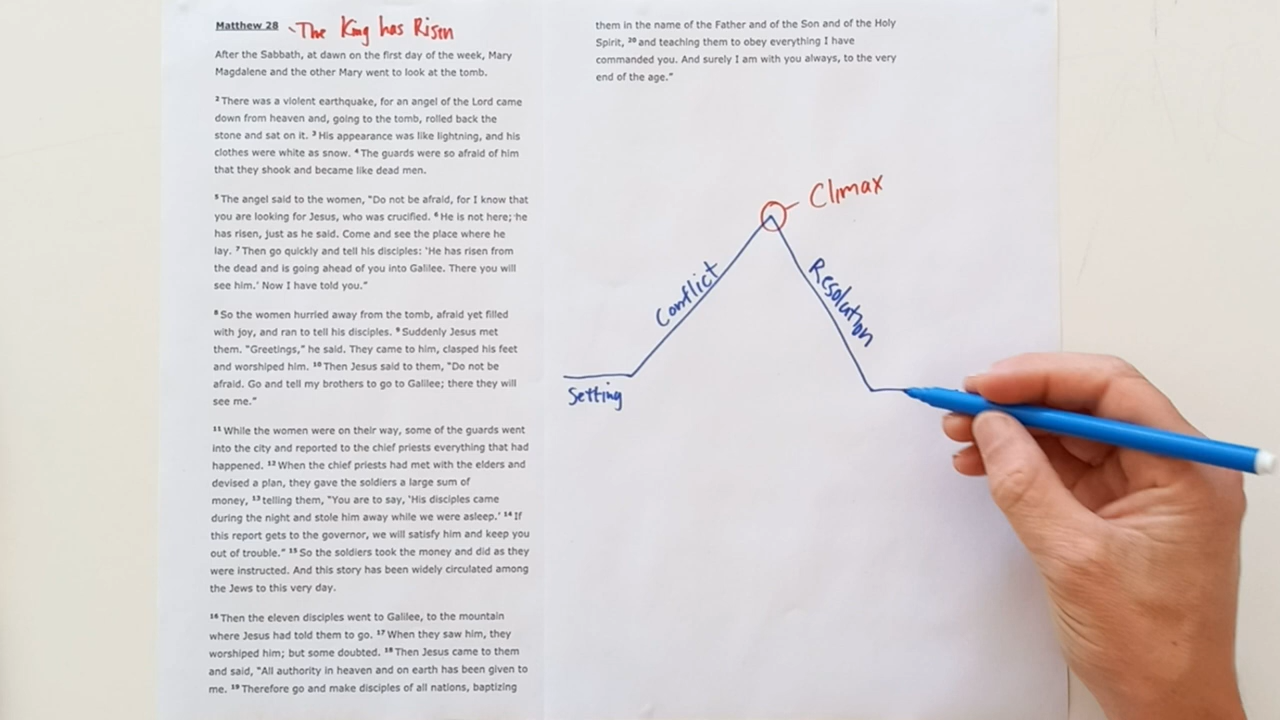 Matthew 28 - The King has Risen
After the Sabbath, at dawn on the first day of the week, Mary
Magdalene and the other Mary went to look at the tomb.
2 There was a violent earthquake, for an angel of the Lord came
down from heaven and, going to the tomb, rolled back the
stone and sat on it. 3 His appearance was like lightning, and his
clothes were white as snow. 4 The guards were so afraid of him
that they shook and became like dead men.
5 The angel said to the women, "Do not be afraid, for I know that
you are looking for Jesus, who was crucified. 6 He is not here; he
has risen, just as he said. Come and see the place where he
lay. 7 Then go quickly and tell his disciples: 'He has risen from
the dead and is going ahead of you into Galilee. There you will
see him.' Now I have told you."
8 So the women hurried away from the tomb, afraid yet filled
with joy, and ran to tell his disciples. 9 Suddenly Jesus met
them. "Greetings," he said. They came to him, clasped his feet
and worshiped him. 10 Then Jesus said to them, "Do not be
afraid. Go and tell my brothers to go to Galilee; there they will
see me."
11 While the women were on their way, some of the guards went
into the city and reported to the chief priests everything that had
happened. 12 When the chief priests had met with the elders and
devised a plan, they gave the soldiers a large sum of
money, 13 telling them, "You are to say, 'His disciples came
during the night and stole him away while we were asleep.' 14 If
this report gets to the governor, we will satisfy him and keep you
out of trouble." 15 So the soldiers took the money and did as they
were instructed. And this story has been widely circulated among
the Jews to this very day.
16 Then the eleven disciples went to Galilee, to the mountain
where Jesus had told them to go. 17 When they saw him, they
worshiped him; but some doubted. 18 Then Jesus came to them
and said, "All authority in heaven and on earth has been given to
me. 19 Therefore go and make disciples of all nations, baptizing
them in the name of the Father and of the Son and of the Holy
Spirit, 20 and teaching them to obey everything I have
commanded you. And surely I am with you always, to the very
end of the age."
Climax
Conflict
Resolution
Setting